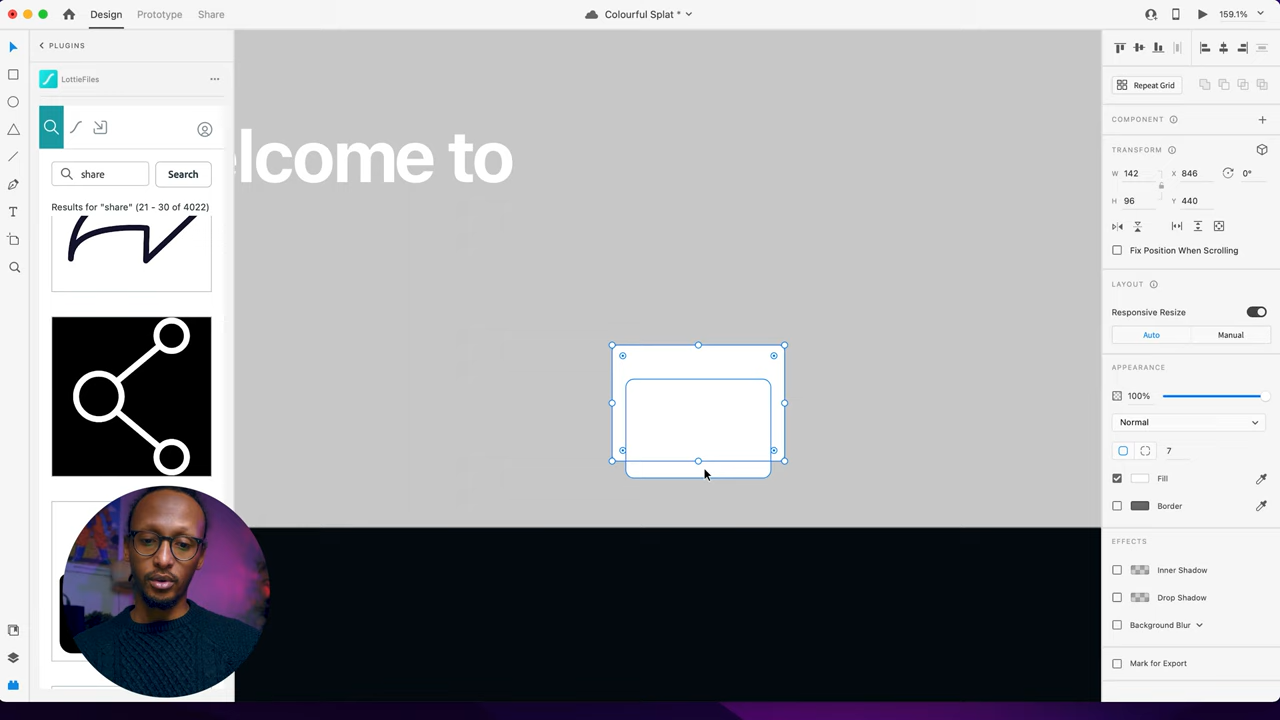 Design Prototype Share
Colourful Splat *
159.1%
PLUGINS
LottieFiles
share
Search
Results for "share" (21 - 30 of 4022)
elcome to
Repeat Grid
COMPONENT
TRANSFORM
W 142 X 846 0°
H 96 Y 440
Fix Position When Scrolling
LAYOUT
Responsive Resize
Auto Manual
APPEARANCE
100%
Normal
7
Fill
Border
EFFECTS
Inner Shadow
Drop Shadow
Background Blur
Mark for Export